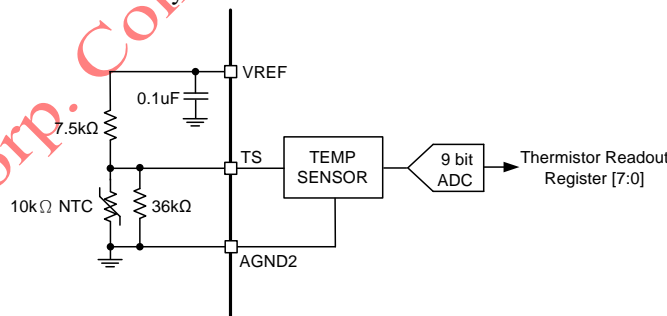 VREF
0.1uF
7.5kΩ
TS
TEMP
SENSOR
9 bit
ADC
Thermistor Readout
Register [7:0]
10kΩ NTC
36kΩ
AGND2